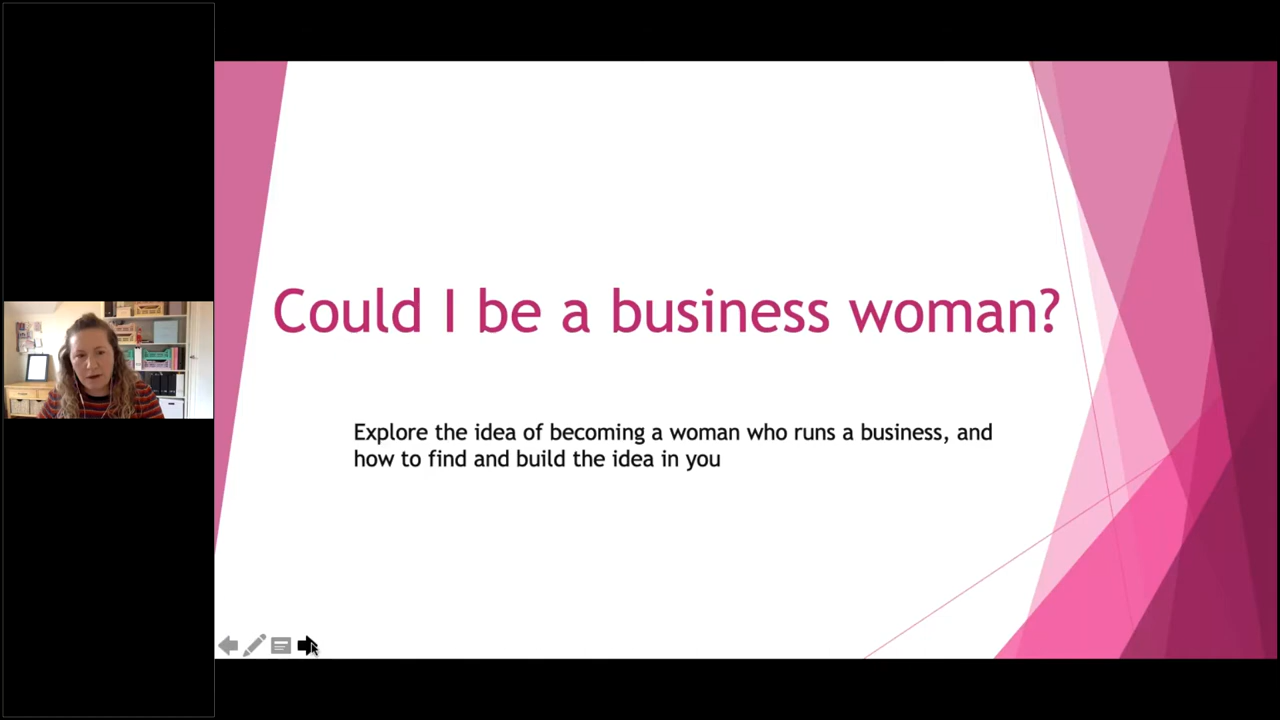 Could I be a business woman?
Explore the idea of becoming a woman who runs a business, and
how to find and build the idea in you